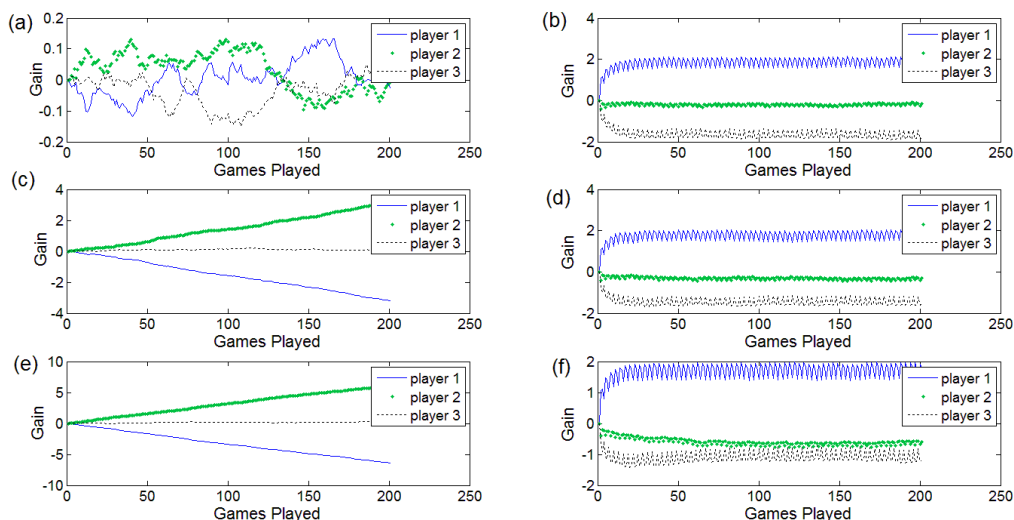 (a)
0.2
0.1
0
-0.1
-0.2
Gain
0 50 100 150 200 250
Games Played
player 1
player 2
player 3
(b)
4
2
0
-2
Gain
0 50 100 150 200 250
Games Played
player 1
player 2
player 3
(c)
4
2
0
-2
-4
Gain
0 50 100 150 200 250
Games Played
player 1
player 2
player 3
(d)
4
2
0
-2
Gain
0 50 100 150 200 250
Games Played
player 1
player 2
player 3
(e)
10
5
0
-5
-10
Gain
0 50 100 150 200 250
Games Played
player 1
player 2
player 3
(f)
2
1
0
-1
-2
Gain
0 50 100 150 200 250
Games Played
player 1
player 2
player 3